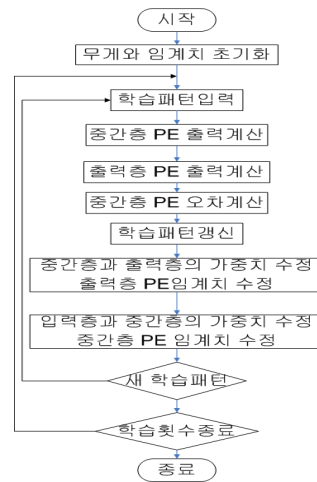 시작
무게와 임계치 초기화
학습패턴입력
중간층 PE 출력계산
출력층 PE 출력계산
중간층 PE 오차계산
학습패턴갱신
중간층과 출력층의 가중치 수정
출력층 PE임계치 수정
입력층과 중간층의 가중치 수정
중간층 PE 임계치 수정
새 학습패턴
학습횟수종료
종료